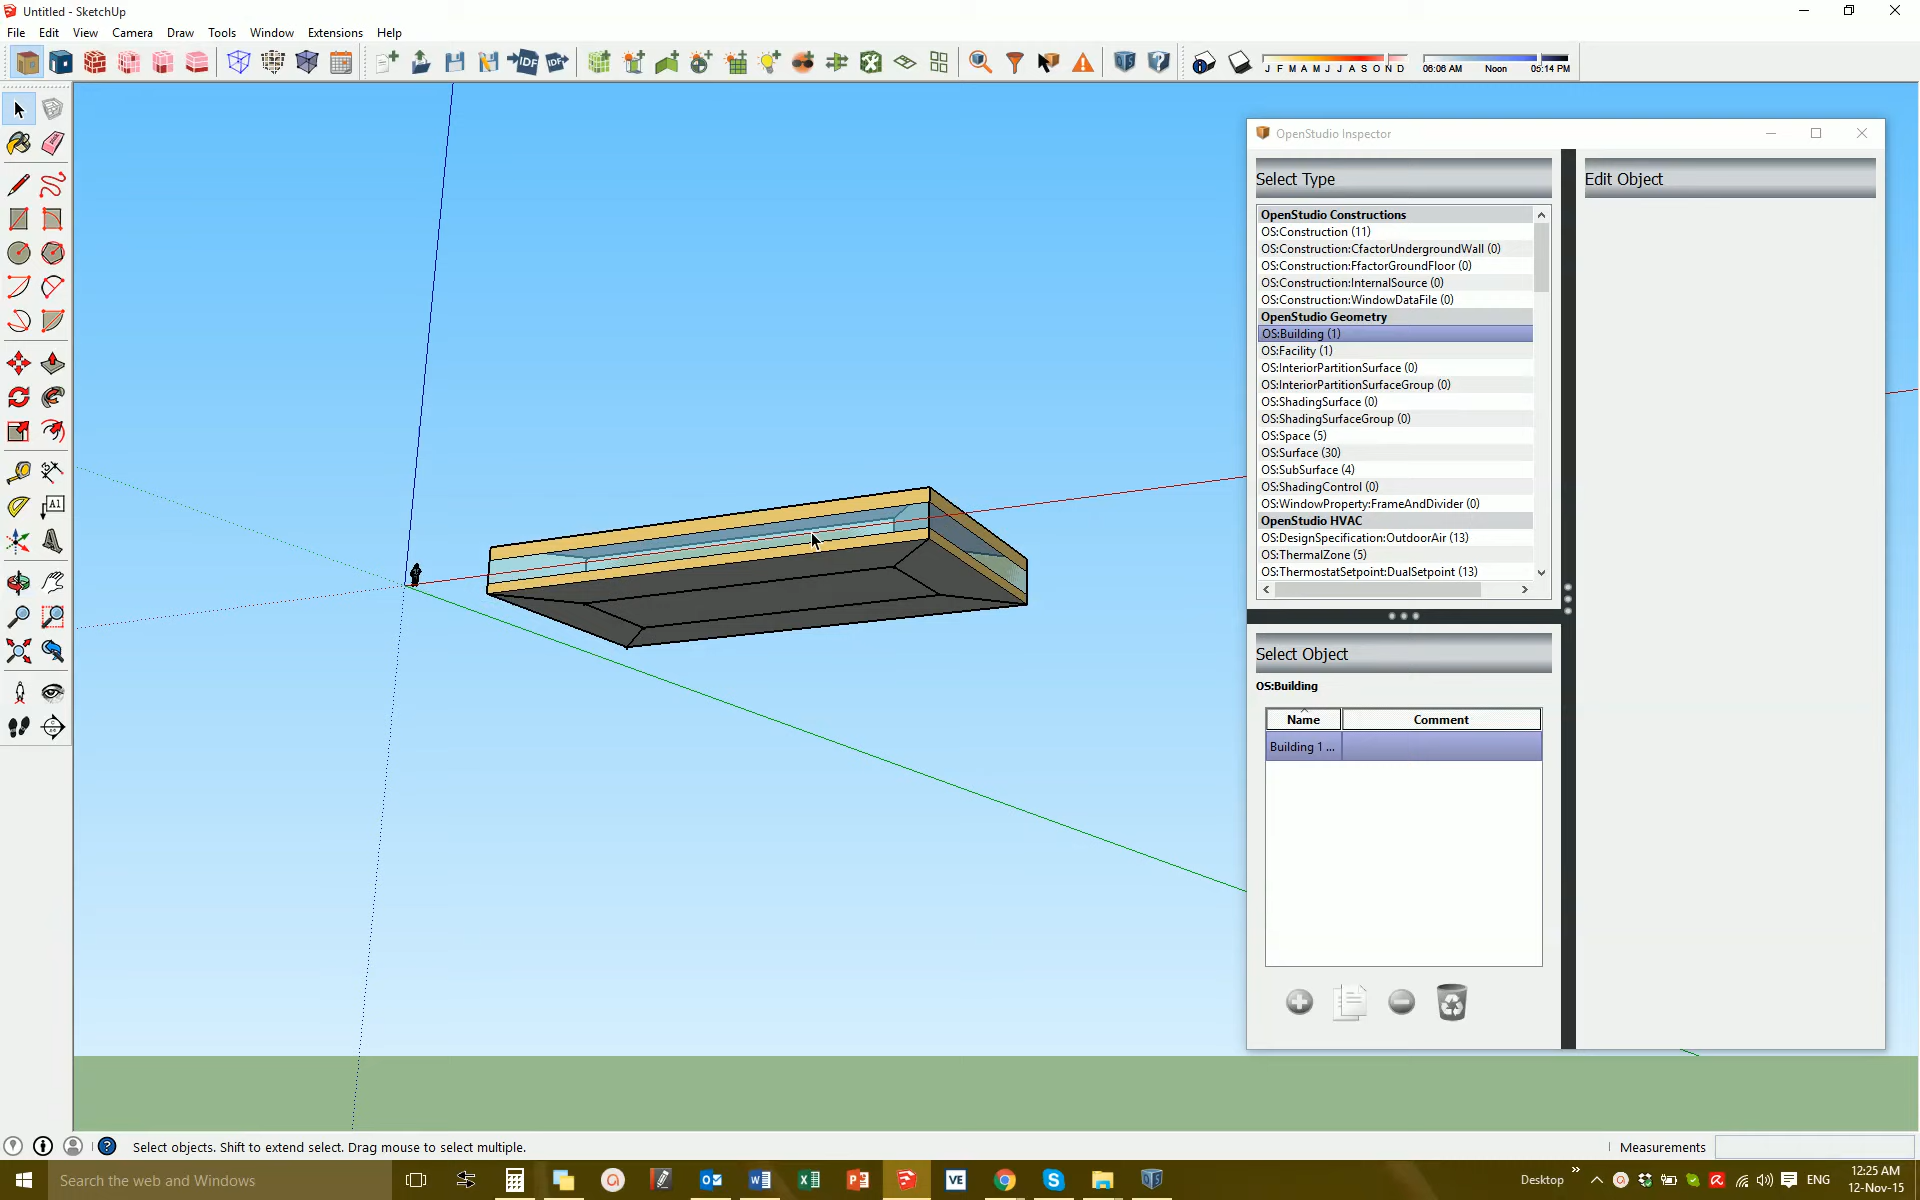 Untitled - SketchUp
File Edit View Camera Draw Tools Window Extensions Help
IDF IDF
J F M A M J J A S O N D
06:06 AM Noon 05:14 PM
A1
OpenStudio Inspector
Select Type
OpenStudio Constructions
OS:Construction (11)
OS:Construction:CfactorUndergroundWall (0)
OS:Construction:FfactorGroundFloor (0)
OS:Construction:InternalSource (0)
OS:Construction:WindowDataFile (0)
OpenStudio Geometry
OS:Building (1)
OS:Facility (1)
OS:InteriorPartitionSurface (0)
OS:InteriorPartitionSurfaceGroup (0)
OS:ShadingSurface (0)
OS:ShadingSurfaceGroup (0)
OS:Space (5)
OS:Surface (30)
OS:SubSurface (4)
OS:ShadingControl (0)
OS:WindowProperty:FrameAndDivider (0)
OpenStudio HVAC
OS:DesignSpecification:OutdoorAir (13)
OS:ThermalZone (5)
OS:ThermostatSetpoint:DualSetpoint (13)
Edit Object
Select Object
OS:Building
Name Comment
Building 1 ...
Select objects. Shift to extend select. Drag mouse to select multiple.
Measurements
Search the web and Windows
VE
Desktop
ENG
12:25 AM
12-Nov-15